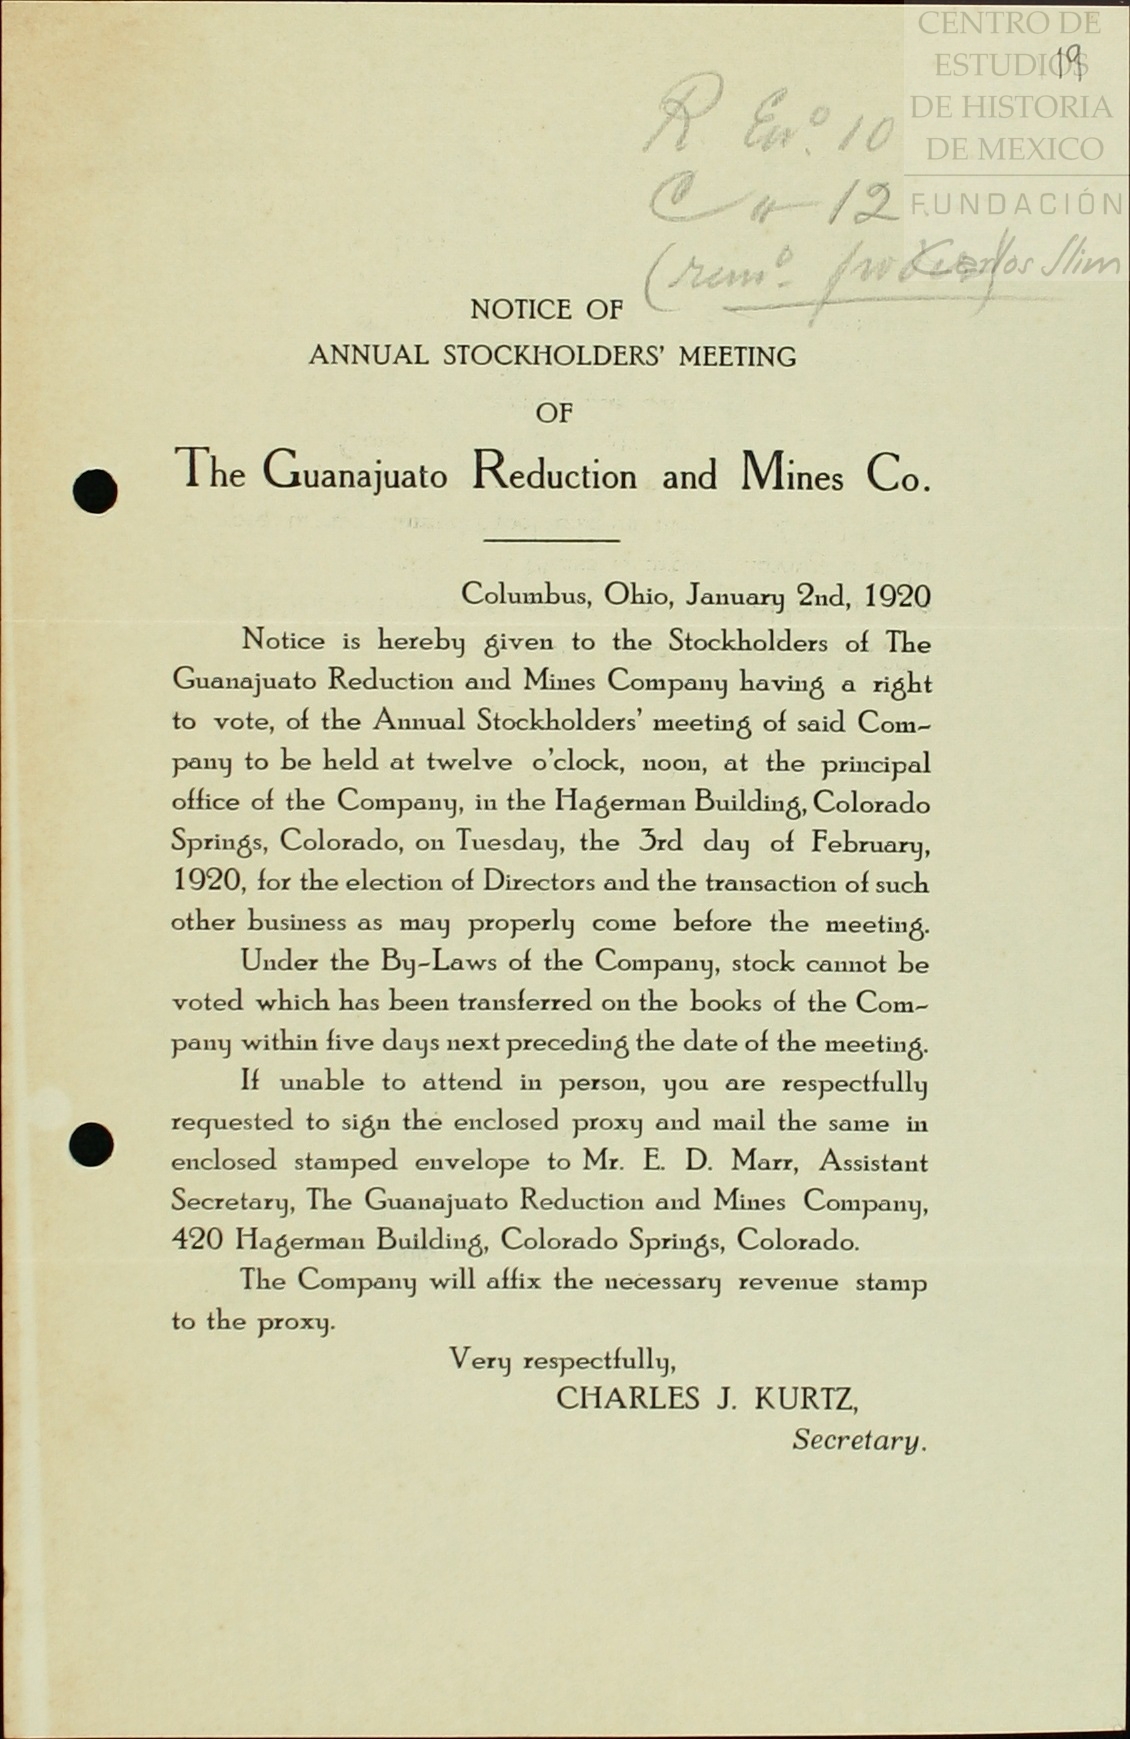 CENTRO DE
ESTUDIOS
DE HISTORIA
DE MEXICO
FUNDACIÓN
Carlos Slim
19
R En.º 10
C " 12
(rem.º poder)
NOTICE OF
ANNUAL STOCKHOLDERS' MEETING
OF
The Guanajuato Reduction and Mines Co.
Columbus, Ohio, January 2nd, 1920
Notice is hereby given to the Stockholders of The
Guanajuato Reduction and Mines Company having a right
to vote, of the Annual Stockholders' meeting of said Com-
pany to be held at twelve o'clock, noon, at the principal
office of the Company, in the Hagerman Building, Colorado
Springs, Colorado, on Tuesday, the 3rd day of February,
1920, for the election of Directors and the transaction of such
other business as may properly come before the meeting.
Under the By-Laws of the Company, stock cannot be
voted which has been transferred on the books of the Com-
pany within five days next preceding the date of the meeting.
If unable to attend in person, you are respectfully
requested to sign the enclosed proxy and mail the same in
enclosed stamped envelope to Mr. E. D. Marr, Assistant
Secretary, The Guanajuato Reduction and Mines Company,
420 Hagerman Building, Colorado Springs, Colorado.
The Company will affix the necessary revenue stamp
to the proxy.
Very respectfully,
CHARLES J. KURTZ,
Secretary.